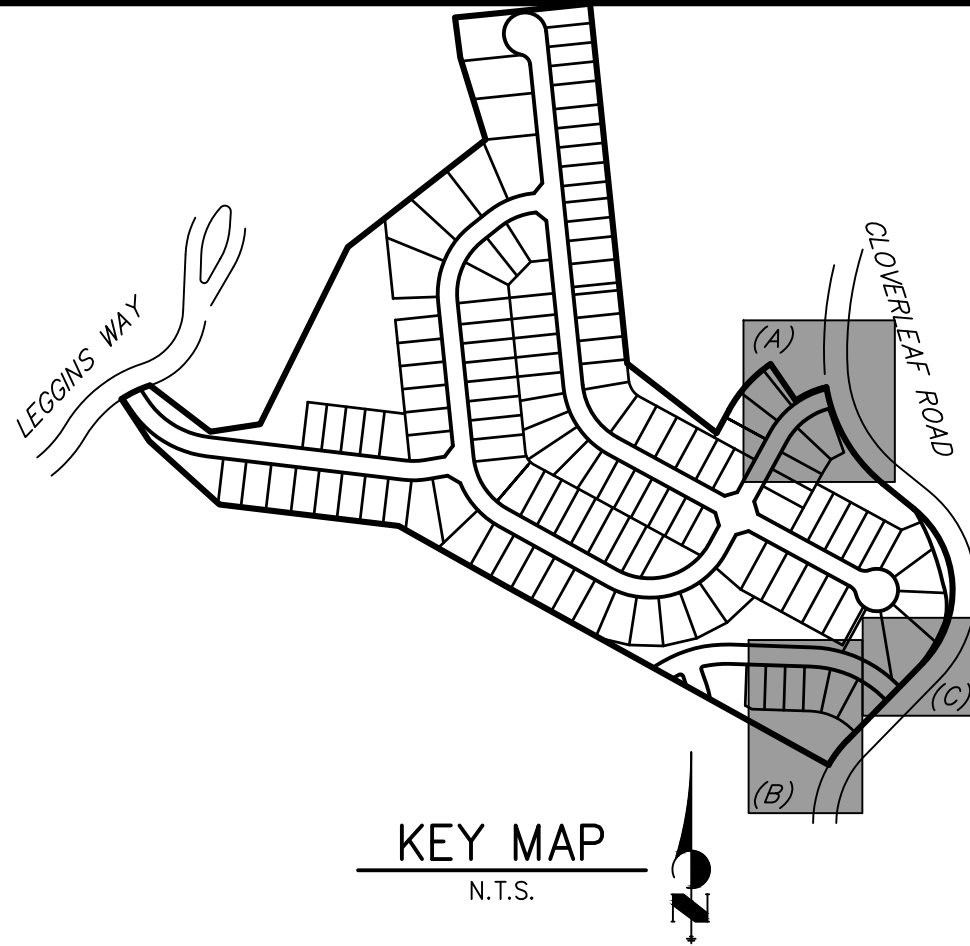 CLOVERLEAF ROAD
LEGGINS WAY
(A)
(C)
(B)
KEY MAP
N.T.S.
N